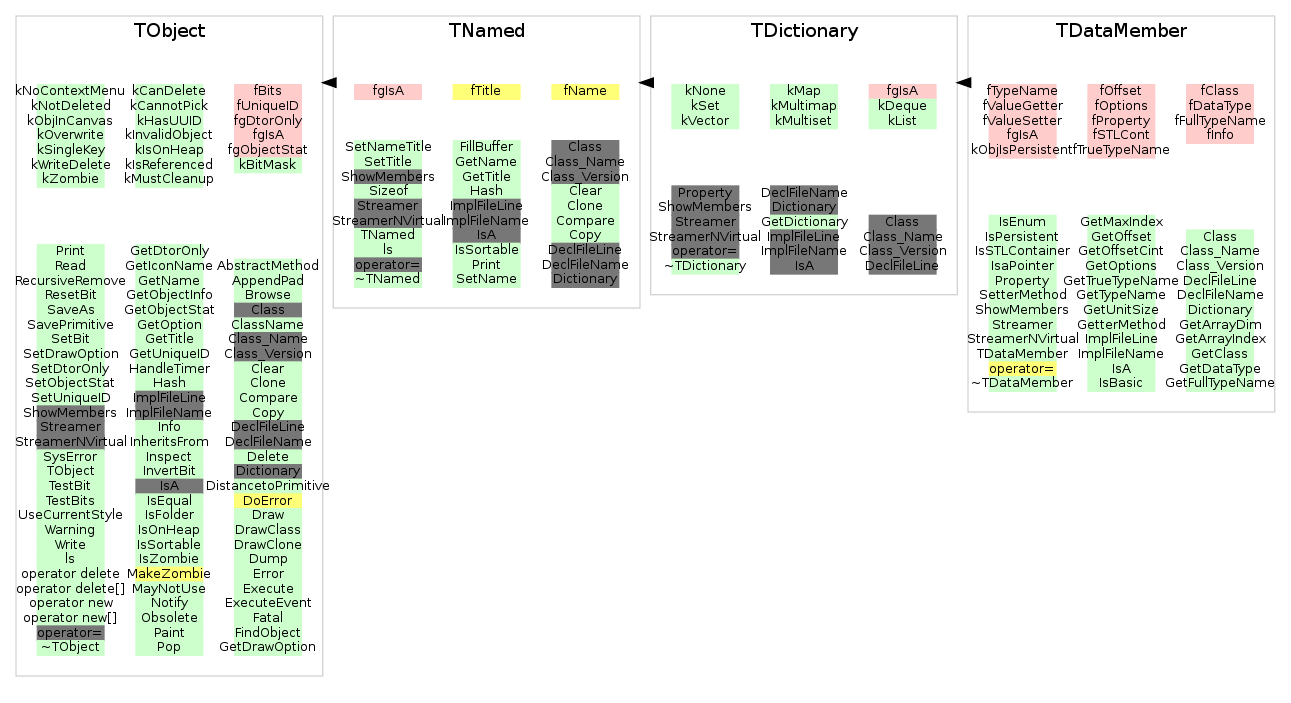 TObject
kNoContextMenu
kNotDeleted
kObjInCanvas
kOverwrite
kSingleKey
kWriteDelete
kZombie
kCanDelete
kCannotPick
kHasUUID
kInvalidObject
kIsOnHeap
kIsReferenced
kMustCleanup
fBits
fUniqueID
fgDtorOnly
fgIsA
fgObjectStat
kBitMask
Print
Read
RecursiveRemove
ResetBit
SaveAs
SavePrimitive
SetBit
SetDrawOption
SetDtorOnly
SetObjectStat
SetUniqueID
ShowMembers
Streamer
StreamerNVirtual
SysError
TObject
TestBit
TestBits
UseCurrentStyle
Warning
Write
ls
operator delete
operator delete[]
operator new
operator new[]
operator=
~TObject
GetDtorOnly
GetIconName
GetName
GetObjectInfo
GetObjectStat
GetOption
GetTitle
GetUniqueID
HandleTimer
Hash
ImplFileLine
ImplFileName
Info
InheritsFrom
Inspect
InvertBit
IsA
IsEqual
IsFolder
IsOnHeap
IsSortable
IsZombie
MakeZombie
MayNotUse
Notify
Obsolete
Paint
Pop
AbstractMethod
AppendPad
Browse
Class
ClassName
Class_Name
Class_Version
Clear
Clone
Compare
Copy
DeclFileLine
DeclFileName
Delete
Dictionary
DistancetoPrimitive
DoError
Draw
DrawClass
DrawClone
Dump
Error
Execute
ExecuteEvent
Fatal
FindObject
GetDrawOption
TNamed
fgIsA
fTitle
fName
SetNameTitle
SetTitle
ShowMembers
Sizeof
Streamer
StreamerNVirtual
TNamed
ls
operator=
~TNamed
FillBuffer
GetName
GetTitle
Hash
ImplFileLine
ImplFileName
IsA
IsSortable
Print
SetName
Class
Class_Name
Class_Version
Clear
Clone
Compare
Copy
DeclFileLine
DeclFileName
Dictionary
TDictionary
kNone
kSet
kVector
kMap
kMultimap
kMultiset
fgIsA
kDeque
kList
Property
ShowMembers
Streamer
StreamerNVirtual
operator=
~TDictionary
DeclFileName
Dictionary
GetDictionary
ImplFileLine
ImplFileName
IsA
Class
Class_Name
Class_Version
DeclFileLine
TDataMember
fTypeName
fValueGetter
fValueSetter
fgIsA
kObjIsPersistent
fOffset
fOptions
fProperty
fSTLCont
fTrueTypeName
fClass
fDataType
fFullTypeName
fInfo
IsEnum
IsPersistent
IsSTLContainer
IsaPointer
Property
SetterMethod
ShowMembers
Streamer
StreamerNVirtual
TDataMember
operator=
~TDataMember
GetMaxIndex
GetOffset
GetOffsetCint
GetOptions
GetTrueTypeName
GetTypeName
GetUnitSize
GetterMethod
ImplFileLine
ImplFileName
IsA
IsBasic
Class
Class_Name
Class_Version
DeclFileLine
DeclFileName
Dictionary
GetArrayDim
GetArrayIndex
GetClass
GetDataType
GetFullTypeName